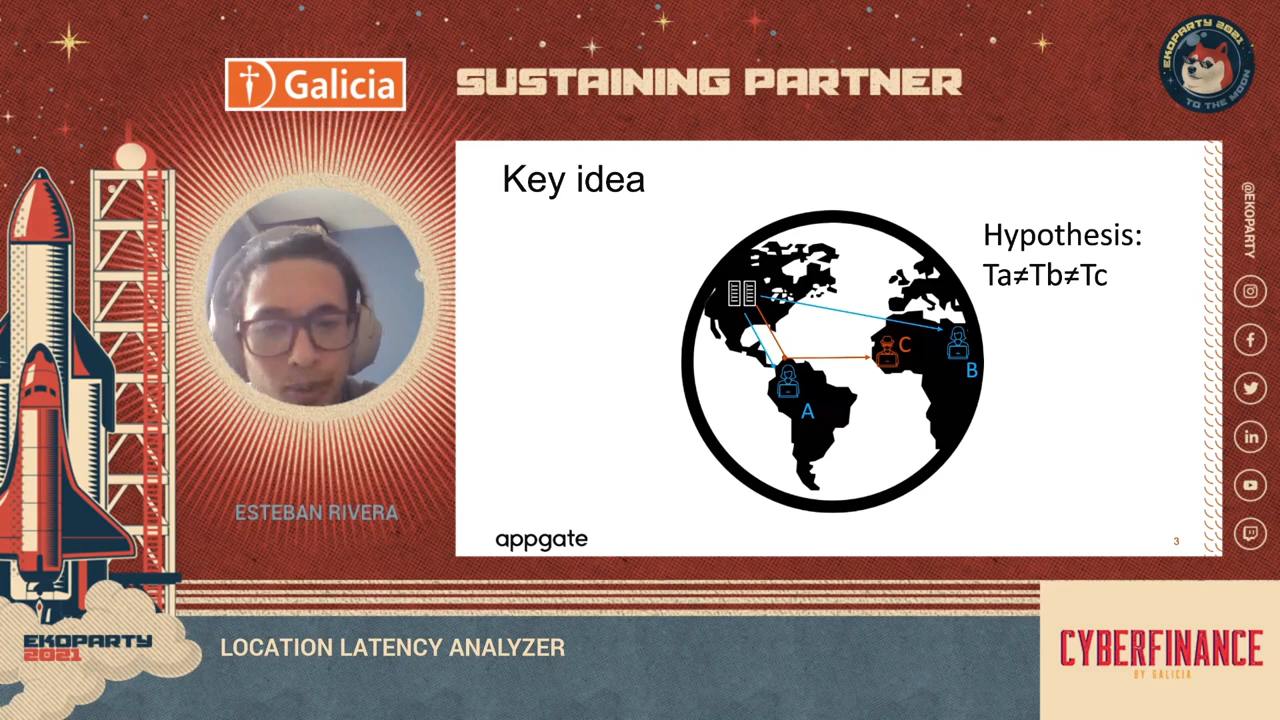 Galicia
SUSTAINING PARTNER
EKOPARTY 2021
TO THE MOON
Key idea
Hypothesis:
Ta≠Tb≠Tc
C
B
A
appgate
3
@EKOPARTY
ESTEBAN RIVERA
EKOPARTY
2021
LOCATION LATENCY ANALYZER
CYBERFINANCE
BY GALICIA